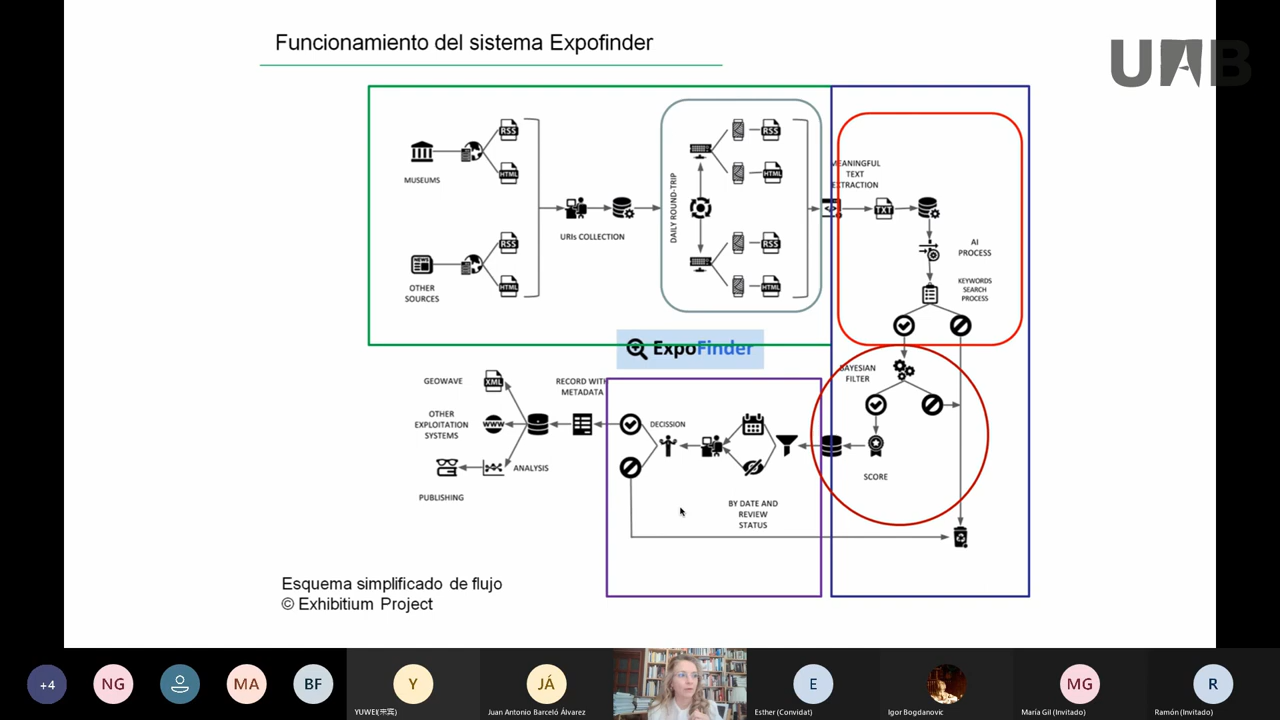 Funcionamiento del sistema Expofinder
UAB
MUSEUMS
RSS
HTML
OTHER
SOURCES
RSS
HTML
URIs COLLECTION
DAILY ROUND-TRIP
RSS
HTML
RSS
HTML
MEANINGFUL
TEXT
EXTRACTION
TXT
AI
PROCESS
KEYWORDS
SEARCH
PROCESS
ExpoFinder
BAYESIAN
FILTER
SCORE
BY DATE AND
REVIEW
STATUS
DECISSION
RECORD WITH
METADATA
GEOWAVE
XML
OTHER
EXPLOITATION
SYSTEMS
WWW
ANALYSIS
PUBLISHING
Esquema simplificado de flujo
© Exhibitium Project
+4
NG
MA
BF
Y
JÁ
E
MG
R
Juan Antonio Barceló Álvarez
Esther (Convidat)
Igor Bogdanovic
María Gil (Invitado)
Ramón (Invitado)